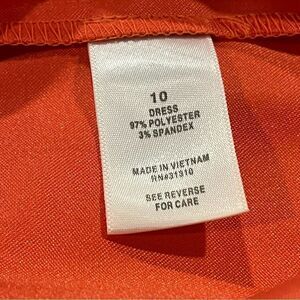 10
DRESS
97% POLYESTER
3% SPANDEX
MADE IN VIETNAM
RN#31310
SEE REVERSE
FOR CARE